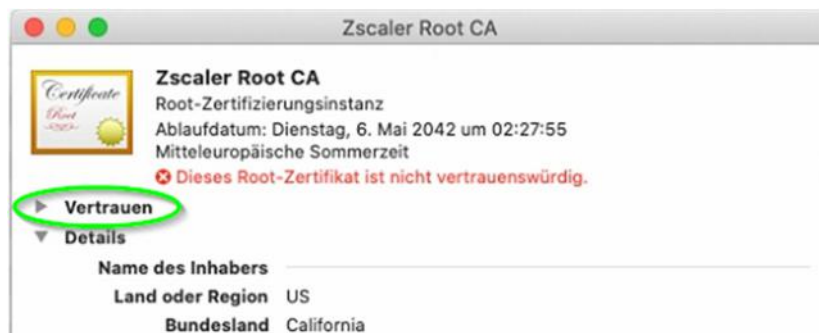 Zscaler Root CA
Certificate
Root
Zscaler Root CA
Root-Zertifizierungsinstanz
Ablaufdatum: Dienstag, 6. Mai 2042 um 02:27:55
Mitteleuropäische Sommerzeit
Dieses Root-Zertifikat ist nicht vertrauenswürdig.
Vertrauen
Details
Name des Inhabers
Land oder Region US
Bundesland California